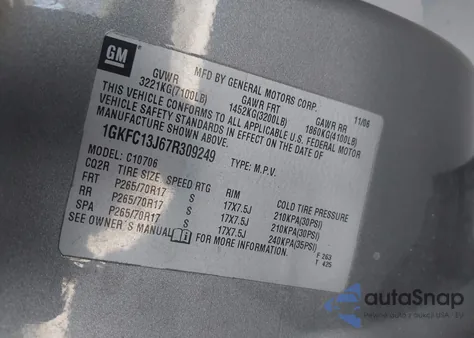 GM
MFD BY GENERAL MOTORS CORP. 11/06
GVWR GAWR FRT GAWR RR
3221KG(7100LB) 1452KG(3200LB) 1860KG(4100LB)
THIS VEHICLE CONFORMS TO ALL APPLICABLE U.S. FEDERAL MOTOR
VEHICLE SAFETY STANDARDS IN EFFECT ON THE DATE OF
MANUFACTURE SHOWN ABOVE.
1GKFC13J67R309249 TYPE: M.P.V.
C10706
CQ2R TIRE SIZE SPEED RTG R/M COLD TIRE PRESSURE
FRT P265/70R17 S 17X7.5J 210KPA(30PSI)
RR P265/70R17 S 17X7.5J 210KPA(30PSI)
SPA P265/70R17 S 17X7.5J 240KPA(35PSI)
SEE OWNER'S MANUAL FOR MORE INFORMATION.
F 263
T 425
autaSnap